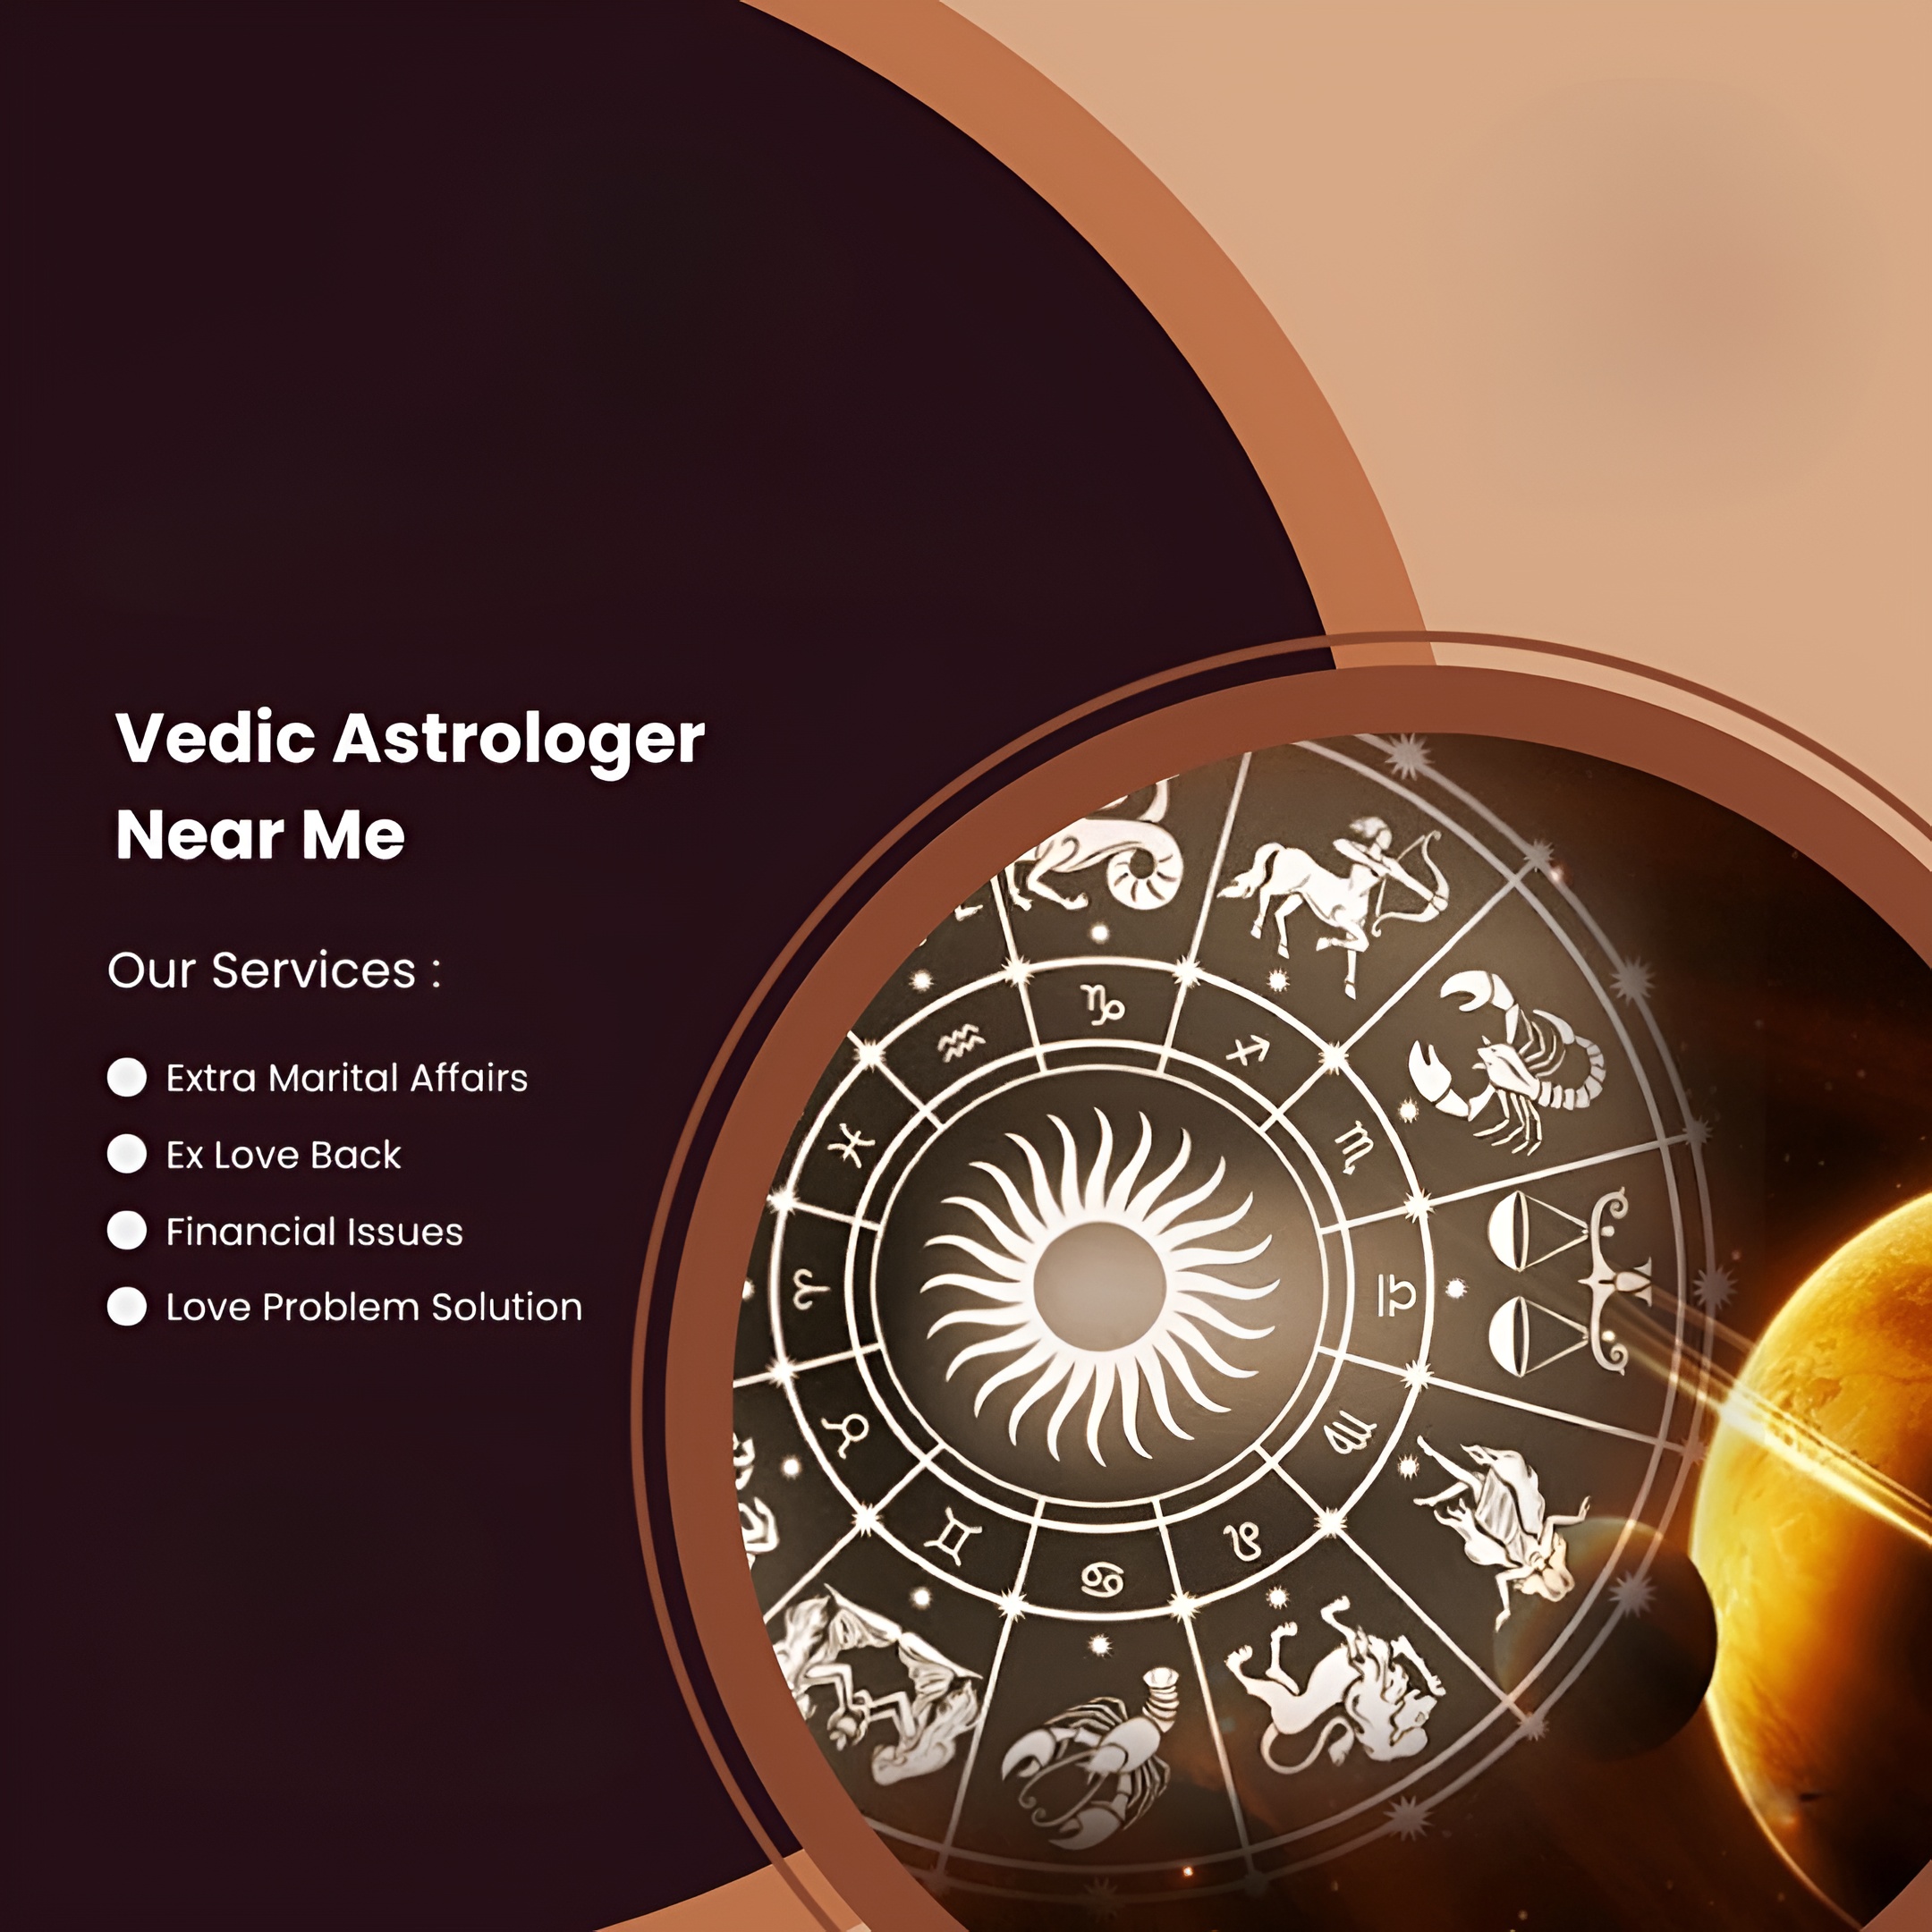 Vedic Astrologer
Near Me
Our Services :
Extra Marital Affairs
Ex Love Back
Financial Issues
Love Problem Solution